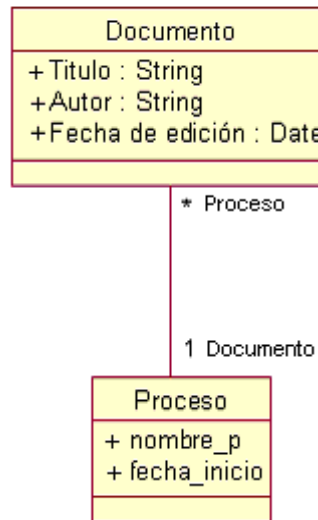 Documento
+Titulo : String
+Autor : String
+Fecha de edición : Date
* Proceso
1 Documento
Proceso
+ nombre_p
+ fecha_inicio